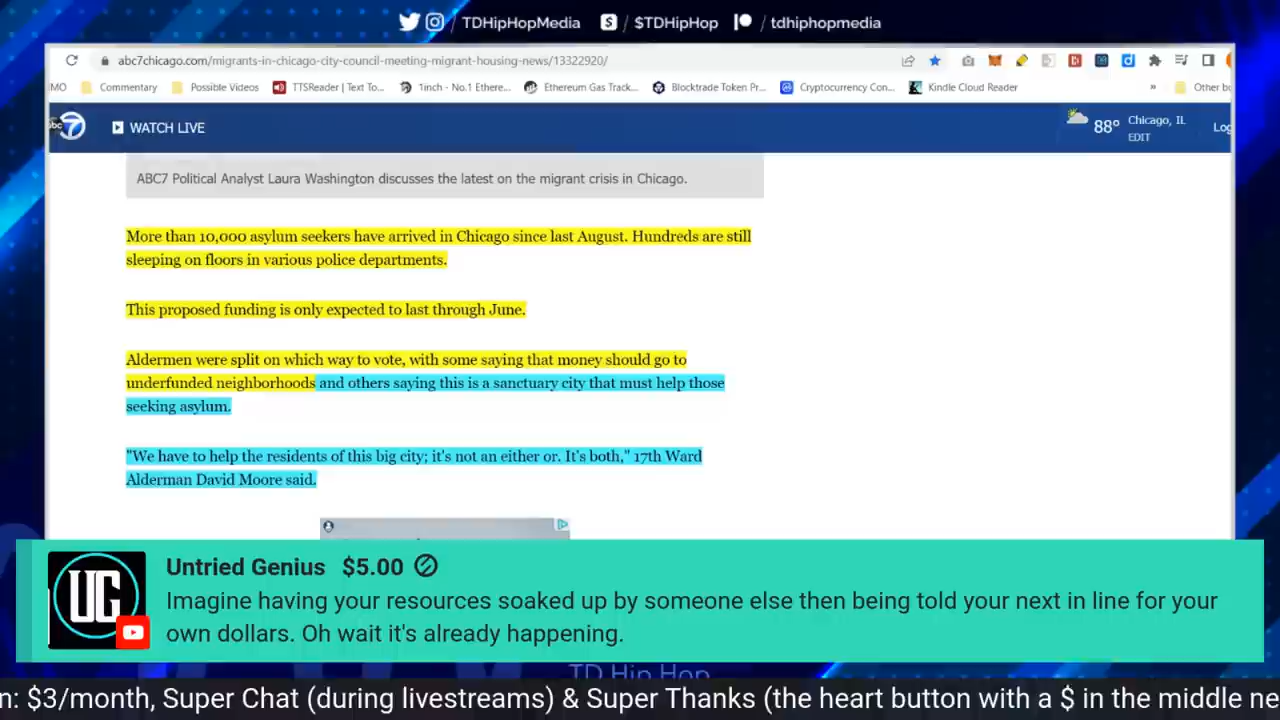 / TDHipHopMedia $ / $TDHipHop / tdhiphopmedia
abc7chicago.com/migrants-in-chicago-city-council-meeting-migrant-housing-news/13322920/
MO Commentary Possible Videos TTSReader | Text To... 1inch - No.1 Ethere... Ethereum Gas Track... Blocktrade Token Pr... Cryptocurrency Con... Kindle Cloud Reader » Other bo
abc 7 WATCH LIVE 88° Chicago, IL Log
EDIT
ABC7 Political Analyst Laura Washington discusses the latest on the migrant crisis in Chicago.
More than 10,000 asylum seekers have arrived in Chicago since last August. Hundreds are still
sleeping on floors in various police departments.
This proposed funding is only expected to last through June.
Aldermen were split on which way to vote, with some saying that money should go to
underfunded neighborhoods and others saying this is a sanctuary city that must help those
seeking asylum.
"We have to help the residents of this big city; it's not an either or. It's both," 17th Ward
Alderman David Moore said.
UG
Untried Genius $5.00
Imagine having your resources soaked up by someone else then being told your next in line for your
own dollars. Oh wait it's already happening.
TD Hip Hop
n: $3/month, Super Chat (during livestreams) & Super Thanks (the heart button with a $ in the middle ne